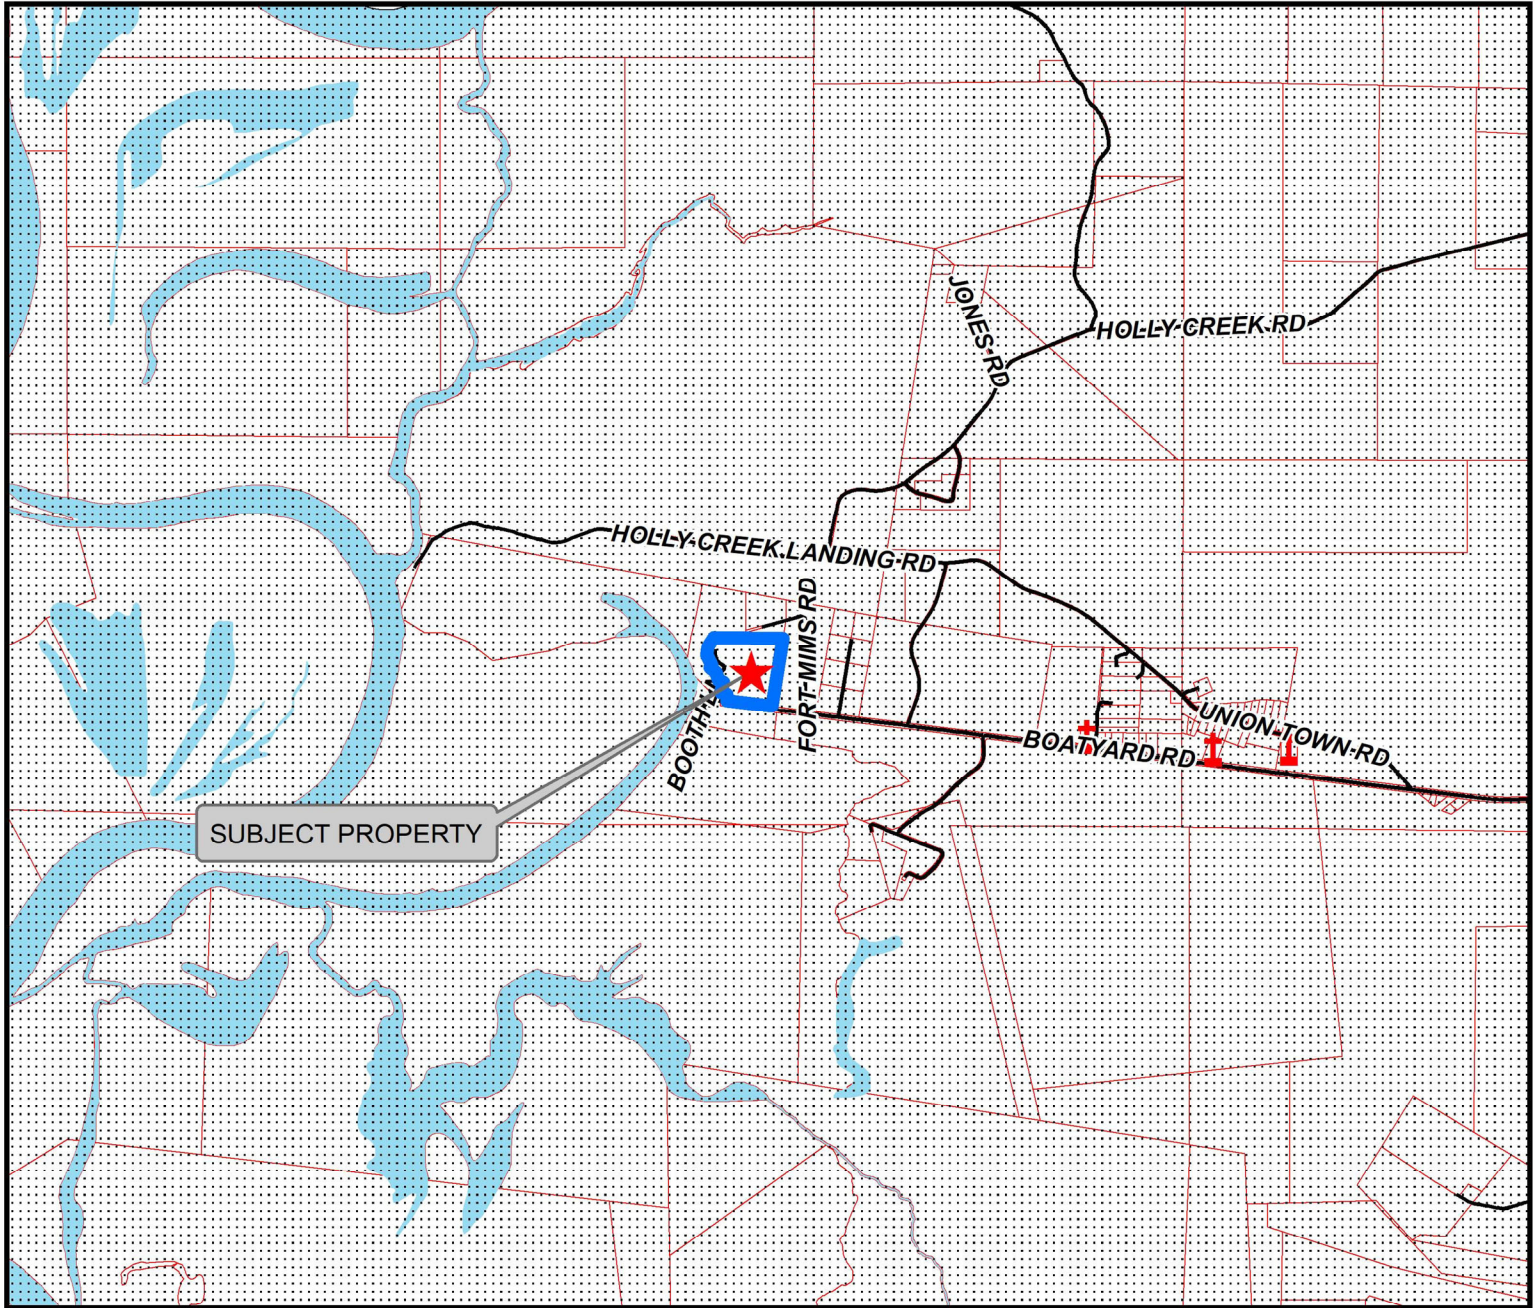 JONES RD
HOLLY CREEK RD
HOLLY CREEK LANDING RD
FORT MIMS RD
BOOTH LN
UNION TOWN RD
BOATYARD RD
SUBJECT PROPERTY